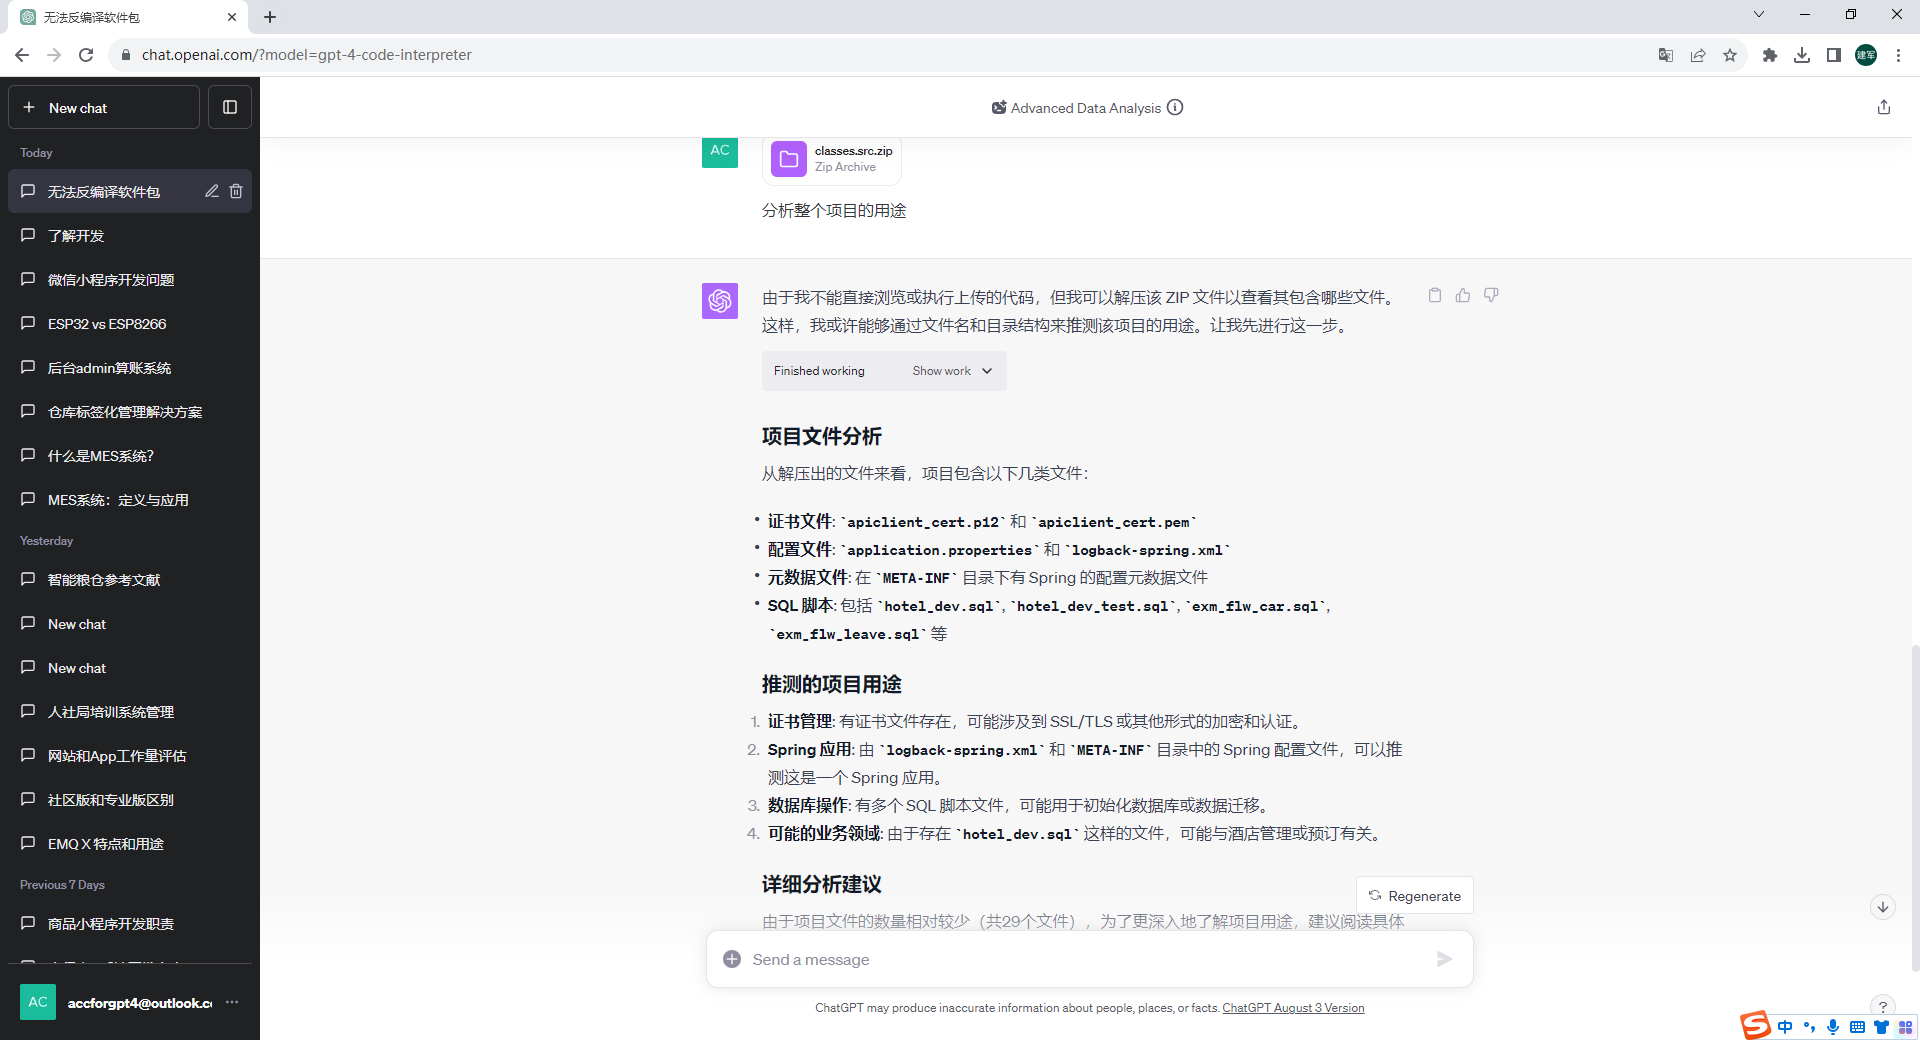 无法反编译软件包
chat.openai.com/?model=gpt-4-code-interpreter
建军
New chat
Today
无法反编译软件包
了解开发
微信小程序开发问题
ESP32 vs ESP8266
后台admin算账系统
仓库标签化管理解决方案
什么是MES系统?
MES系统：定义与应用
Yesterday
智能粮仓参考文献
New chat
New chat
人社局培训系统管理
网站和App工作量评估
社区版和专业版区别
EMQ X 特点和用途
Previous 7 Days
商品小程序开发职责
AC
accforgpt4@outlook.c
Advanced Data Analysis
AC
classes.src.zip
Zip Archive
分析整个项目的用途
由于我不能直接浏览或执行上传的代码，但我可以解压该 ZIP 文件以查看其包含哪些文件。
这样，我或许能够通过文件名和目录结构来推测该项目的用途。让我先进行这一步。
Finished working Show work
项目文件分析
从解压出的文件来看，项目包含以下几类文件：
• 证书文件: `apiclient_cert.p12` 和 `apiclient_cert.pem`
• 配置文件: `application.properties` 和 `logback-spring.xml`
• 元数据文件: 在 `META-INF` 目录下有 Spring 的配置元数据文件
• SQL 脚本: 包括 `hotel_dev.sql`, `hotel_dev_test.sql`, `exm_flw_car.sql`,
`exm_flw_leave.sql` 等
推测的项目用途
1. 证书管理: 有证书文件存在，可能涉及到 SSL/TLS 或其他形式的加密和认证。
2. Spring 应用: 由 `logback-spring.xml` 和 `META-INF` 目录中的 Spring 配置文件，可以推
测这是一个 Spring 应用。
3. 数据库操作: 有多个 SQL 脚本文件，可能用于初始化数据库或数据迁移。
4. 可能的业务领域: 由于存在 `hotel_dev.sql` 这样的文件，可能与酒店管理或预订有关。
详细分析建议
Regenerate
由于项目文件的数量相对较少（共29个文件），为了更深入地了解项目用途，建议阅读具体
Send a message
ChatGPT may produce inaccurate information about people, places, or facts. ChatGPT August 3 Version
?
中